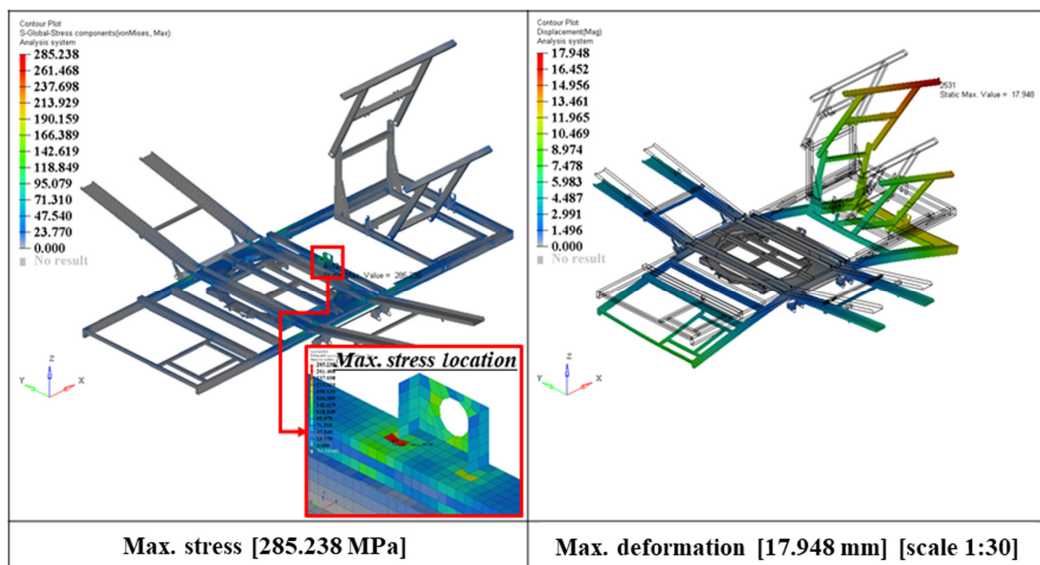 Contour Plot
S-Global-Stress components(vonMises, Max)
Analysis system
285.238
261.468
237.698
213.929
190.159
166.389
142.619
118.849
95.079
71.310
47.540
23.770
0.000
No result
Max. Value = 285.238
Z
Y
X
Max. stress location
Contour Plot
Displacement(Mag)
Analysis system
17.948
16.452
14.956
13.461
11.965
10.469
8.974
7.478
5.983
4.487
2.991
1.496
0.000
No result
2531
Static Max. Value = 17.948
Z
Y
X
Max. stress [285.238 MPa]
Max. deformation [17.948 mm] [scale 1:30]